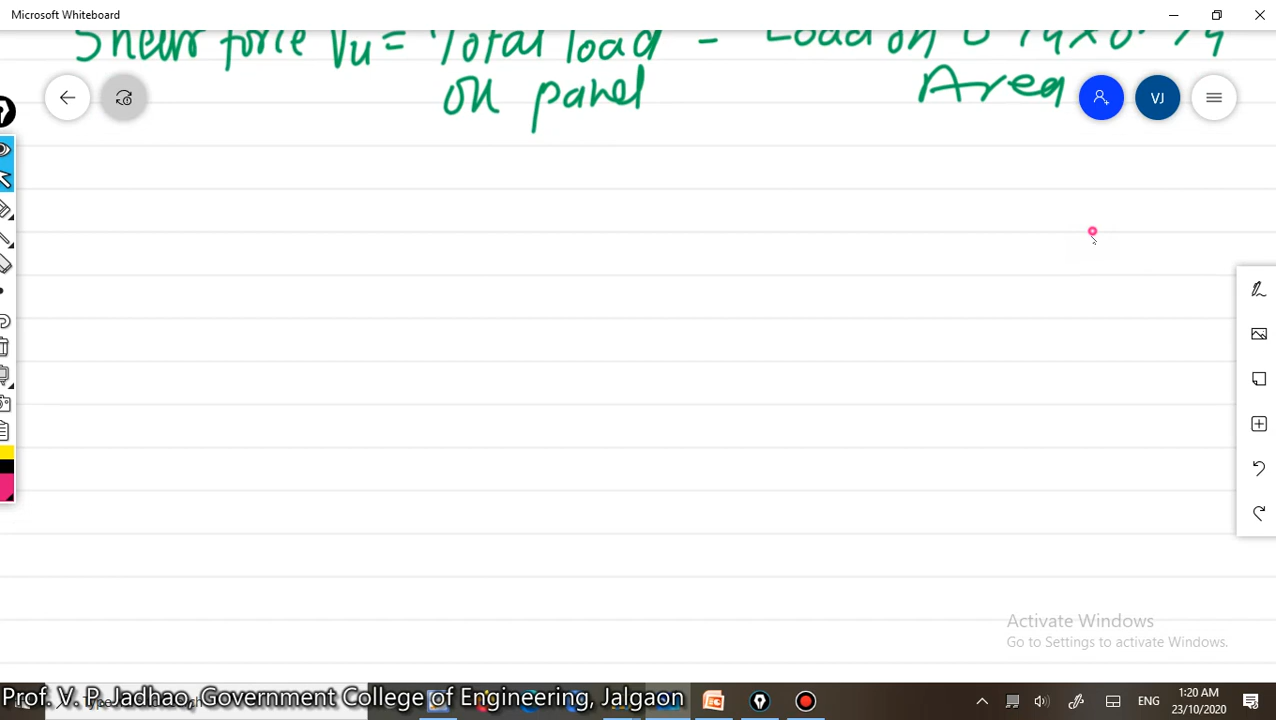 Microsoft Whiteboard
Shear force Vu = Total load - Load on
on panel Area
VJ
Activate Windows
Go to Settings to activate Windows.
Prof. V. P. Jadhao, Government College of Engineering, Jalgaon
ENG
1:20 AM
23/10/2020